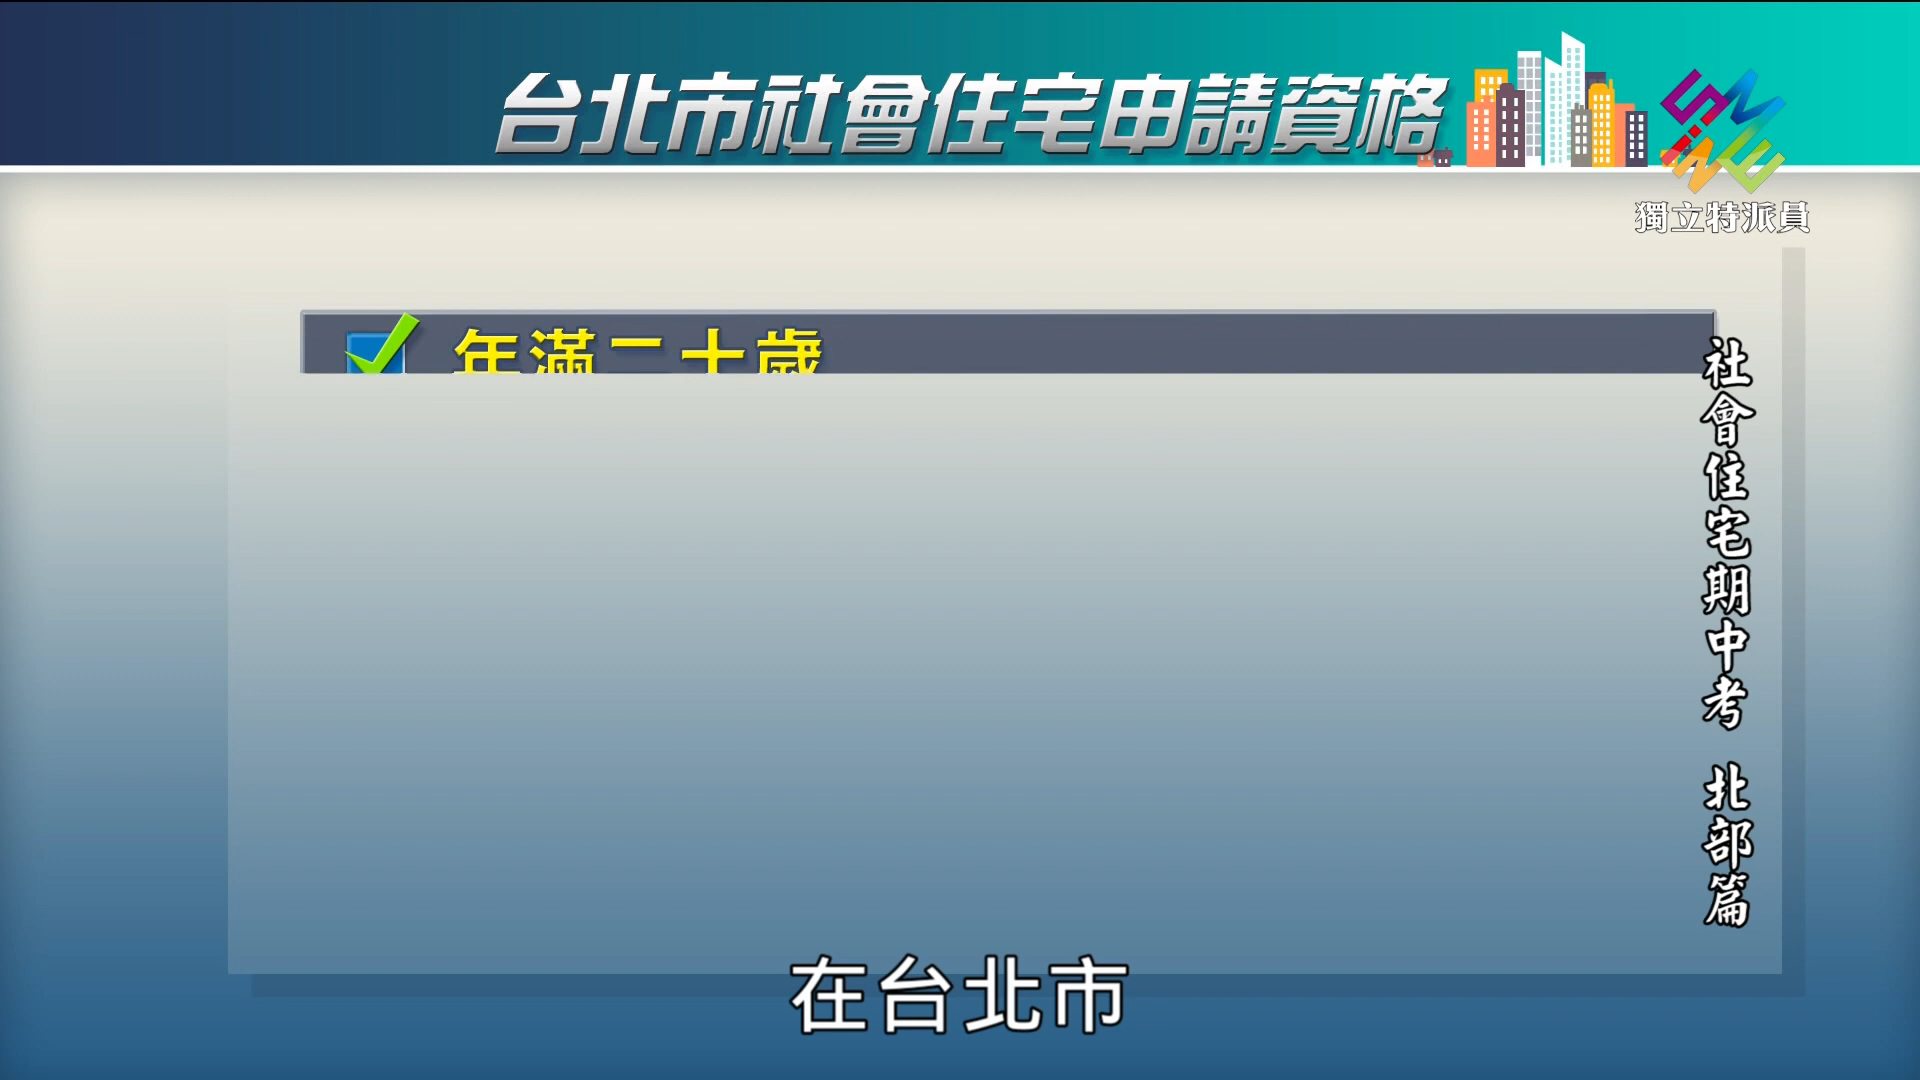 台北市社會住宅申請資格
獨立特派員
年滿二十歲
社會住宅期中考 北部篇
在台北市